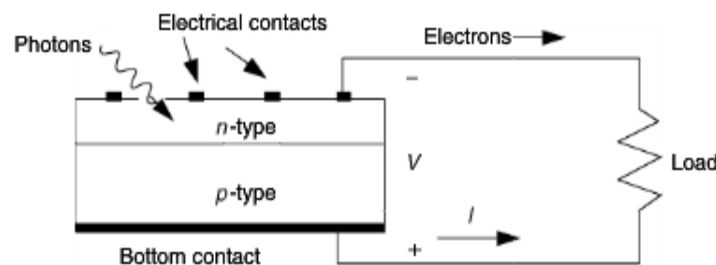 Electrical contacts
Photons
Electrons
−
n-type
V
Load
p-type
I
Bottom contact
+